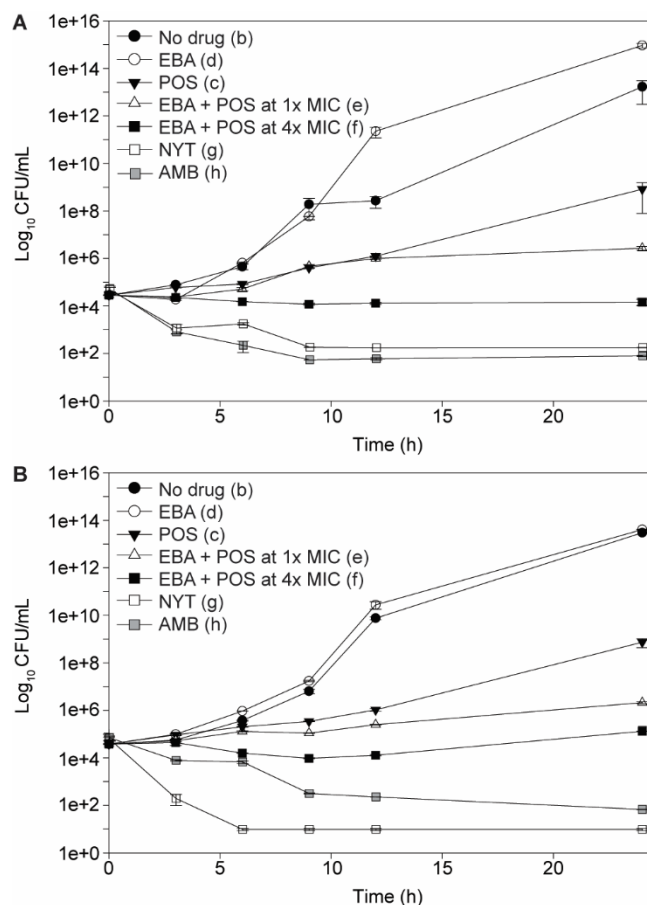 A
1e+16
1e+14
1e+12
1e+10
1e+8
1e+6
1e+4
1e+2
1e+0
Log10 CFU/mL
No drug (b)
EBA (d)
POS (c)
EBA + POS at 1x MIC (e)
EBA + POS at 4x MIC (f)
NYT (g)
AMB (h)
0 5 10 15 20
Time (h)
B
1e+16
1e+14
1e+12
1e+10
1e+8
1e+6
1e+4
1e+2
1e+0
Log10 CFU/mL
No drug (b)
EBA (d)
POS (c)
EBA + POS at 1x MIC (e)
EBA + POS at 4x MIC (f)
NYT (g)
AMB (h)
0 5 10 15 20
Time (h)